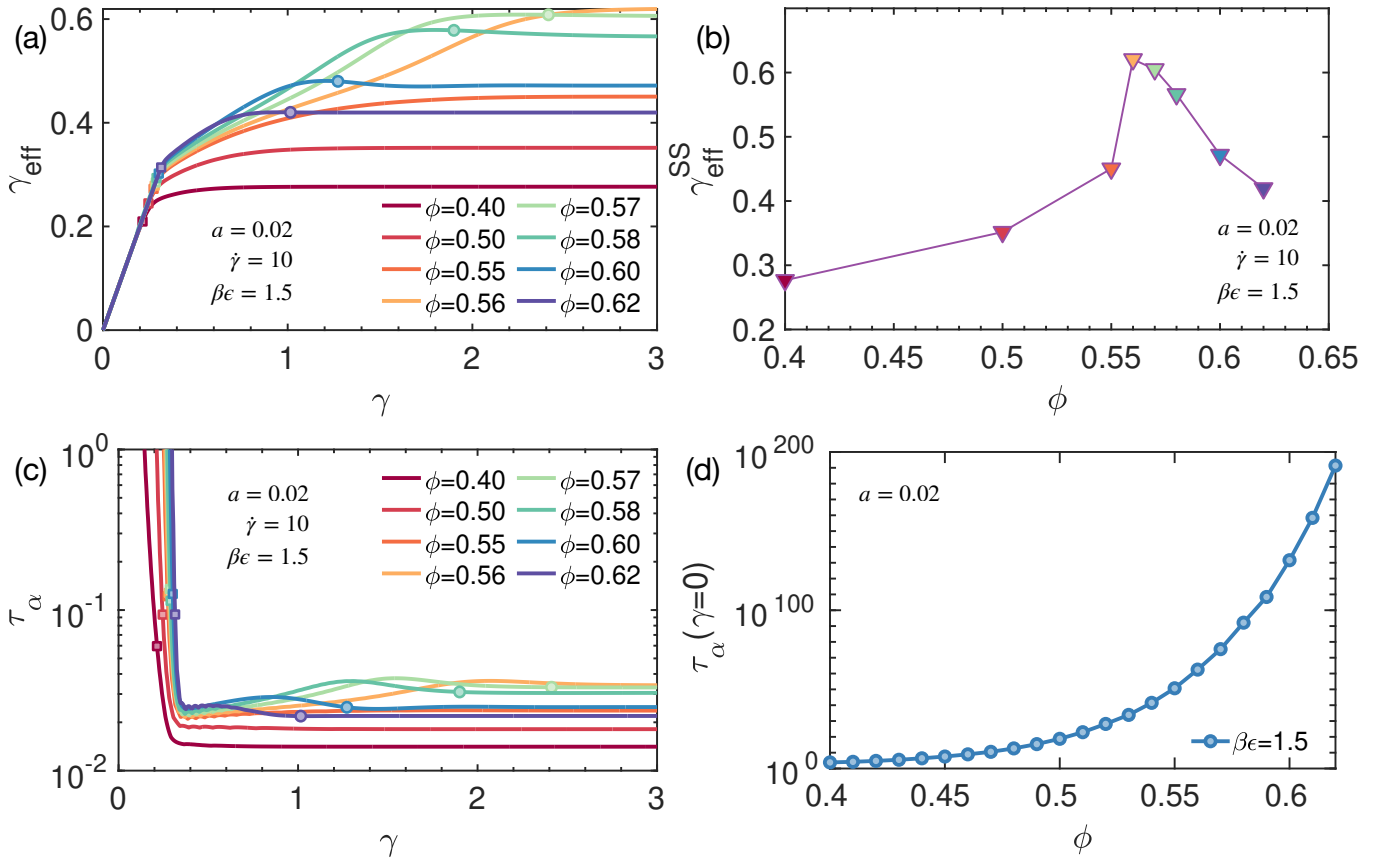 (a)
γ_eff
0.6
0.4
0.2
0
a = 0.02
γ̇ = 10
βϵ = 1.5
ϕ=0.40 ϕ=0.57
ϕ=0.50 ϕ=0.58
ϕ=0.55 ϕ=0.60
ϕ=0.56 ϕ=0.62
0 1 2 3
γ
(b)
γ_eff^SS
0.6
0.5
0.4
0.3
0.2
a = 0.02
γ̇ = 10
βϵ = 1.5
0.4 0.45 0.5 0.55 0.6 0.65
ϕ
(c)
τ_α
10^0
10^-1
10^-2
a = 0.02
γ̇ = 10
βϵ = 1.5
ϕ=0.40 ϕ=0.57
ϕ=0.50 ϕ=0.58
ϕ=0.55 ϕ=0.60
ϕ=0.56 ϕ=0.62
0 1 2 3
γ
(d)
τ_α(γ=0)
10^200
10^100
10^0
a = 0.02
βϵ=1.5
0.4 0.45 0.5 0.55 0.6
ϕ